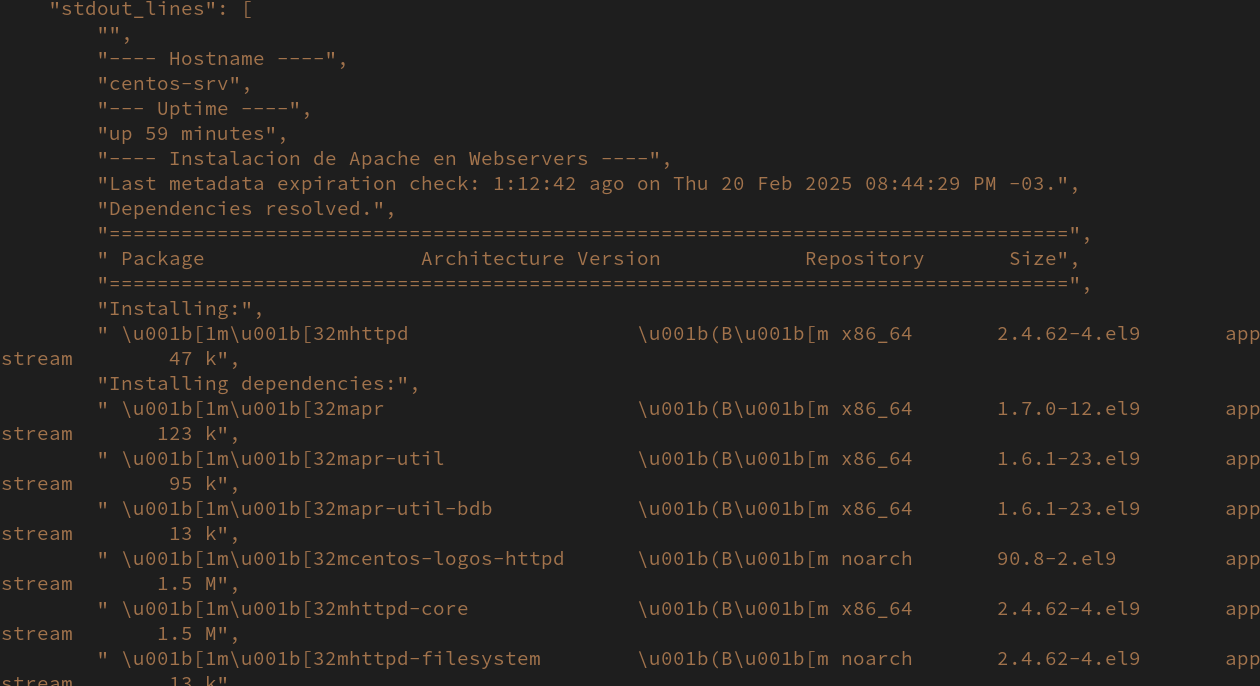 "stdout_lines": [
"",
"---- Hostname ----",
"centos-srv",
"--- Uptime ----",
"up 59 minutes",
"---- Instalacion de Apache en Webservers ----",
"Last metadata expiration check: 1:12:42 ago on Thu 20 Feb 2025 08:44:29 PM -03.",
"Dependencies resolved.",
"================================================================================",
" Package                  Architecture Version            Repository       Size",
"================================================================================",
"Installing:",
" \u001b[1m\u001b[32mhttpd                   \u001b(B\u001b[m x86_64       2.4.62-4.el9       app
stream        47 k",
"Installing dependencies:",
" \u001b[1m\u001b[32mapr                     \u001b(B\u001b[m x86_64       1.7.0-12.el9       app
stream       123 k",
" \u001b[1m\u001b[32mapr-util                \u001b(B\u001b[m x86_64       1.6.1-23.el9       app
stream        95 k",
" \u001b[1m\u001b[32mapr-util-bdb            \u001b(B\u001b[m x86_64       1.6.1-23.el9       app
stream        13 k",
" \u001b[1m\u001b[32mcentos-logos-httpd      \u001b(B\u001b[m noarch       90.8-2.el9         app
stream       1.5 M",
" \u001b[1m\u001b[32mhttpd-core              \u001b(B\u001b[m x86_64       2.4.62-4.el9       app
stream       1.5 M",
" \u001b[1m\u001b[32mhttpd-filesystem        \u001b(B\u001b[m noarch       2.4.62-4.el9       app
stream        13 k"